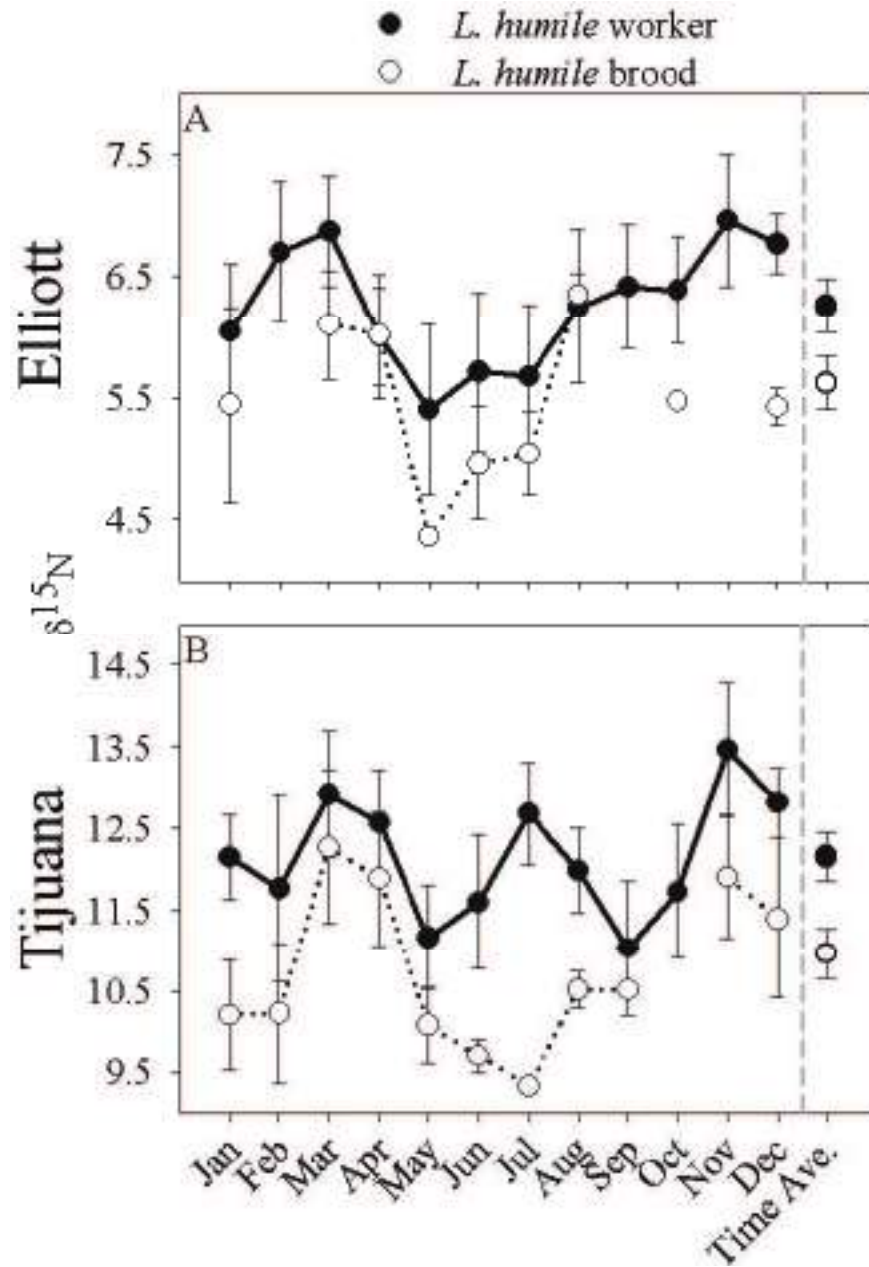 L. humile worker
L. humile brood
A
7.5
6.5
5.5
4.5
Elliott
δ15N
B
14.5
13.5
12.5
11.5
10.5
9.5
Tijuana
Jan
Feb
Mar
Apr
May
Jun
Jul
Aug
Sep
Oct
Nov
Dec
Time Ave.